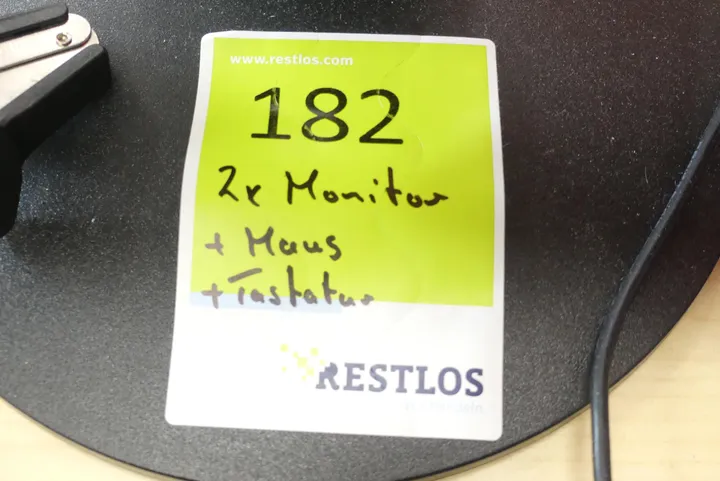 www.restlos.com
182
2x Monitor
+ Maus
+ Tastatur
RESTLOS